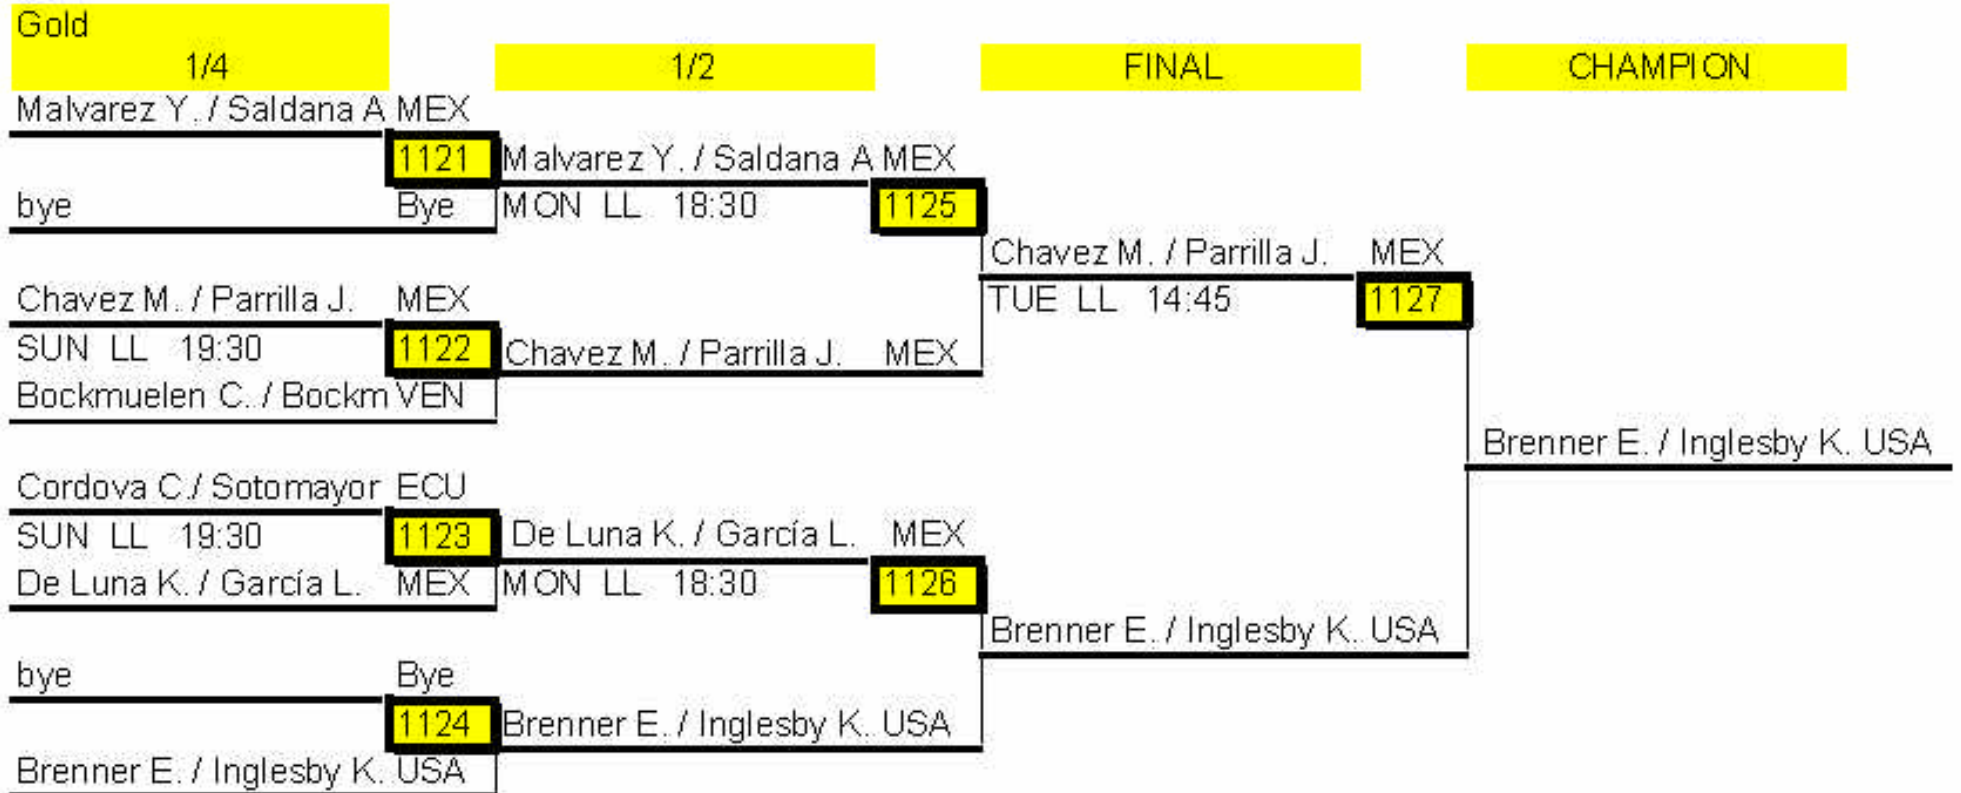 Gold
1/4 1/2 FINAL CHAMPION
Malvarez Y. / Saldana A MEX
1121 Malvarez Y. / Saldana A MEX
bye Bye MON LL 18:30 1125
Chavez M. / Parrilla J. MEX
Chavez M. / Parrilla J. MEX TUE LL 14:45 1127
SUN LL 19:30 1122 Chavez M. / Parrilla J. MEX
Bockmuelen C. / Bockm VEN
Brenner E. / Inglesby K. USA
Cordova C./ Sotomayor ECU
SUN LL 19:30 1123 De Luna K. / García L. MEX
De Luna K. / García L. MEX MON LL 18:30 1126
Brenner E. / Inglesby K. USA
bye Bye
1124 Brenner E. / Inglesby K. USA
Brenner E. / Inglesby K. USA